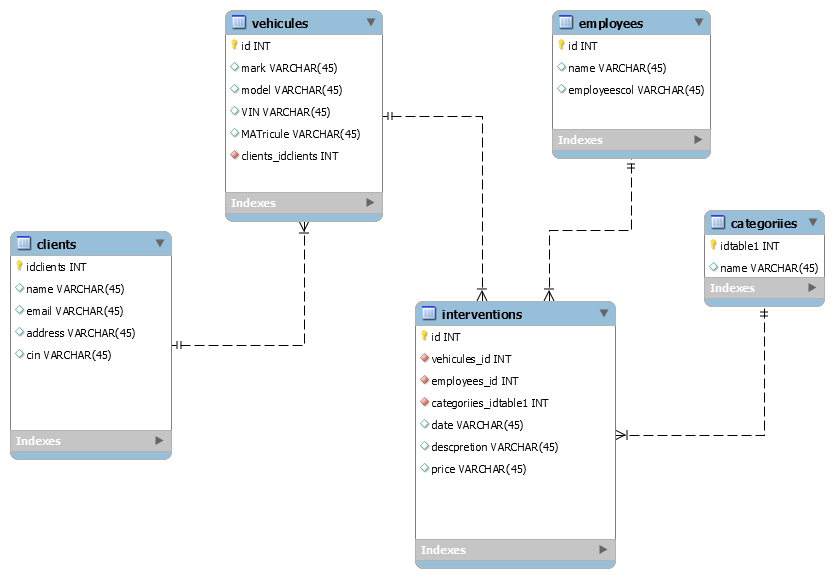 vehicules
id INT
mark VARCHAR(45)
model VARCHAR(45)
VIN VARCHAR(45)
MATricule VARCHAR(45)
clients_idclients INT
Indexes
employees
id INT
name VARCHAR(45)
employeescol VARCHAR(45)
Indexes
clients
idclients INT
name VARCHAR(45)
email VARCHAR(45)
address VARCHAR(45)
cin VARCHAR(45)
Indexes
categoriies
idtable1 INT
name VARCHAR(45)
Indexes
interventions
id INT
vehicules_id INT
employees_id INT
categoriies_idtable1 INT
date VARCHAR(45)
descpretion VARCHAR(45)
price VARCHAR(45)
Indexes